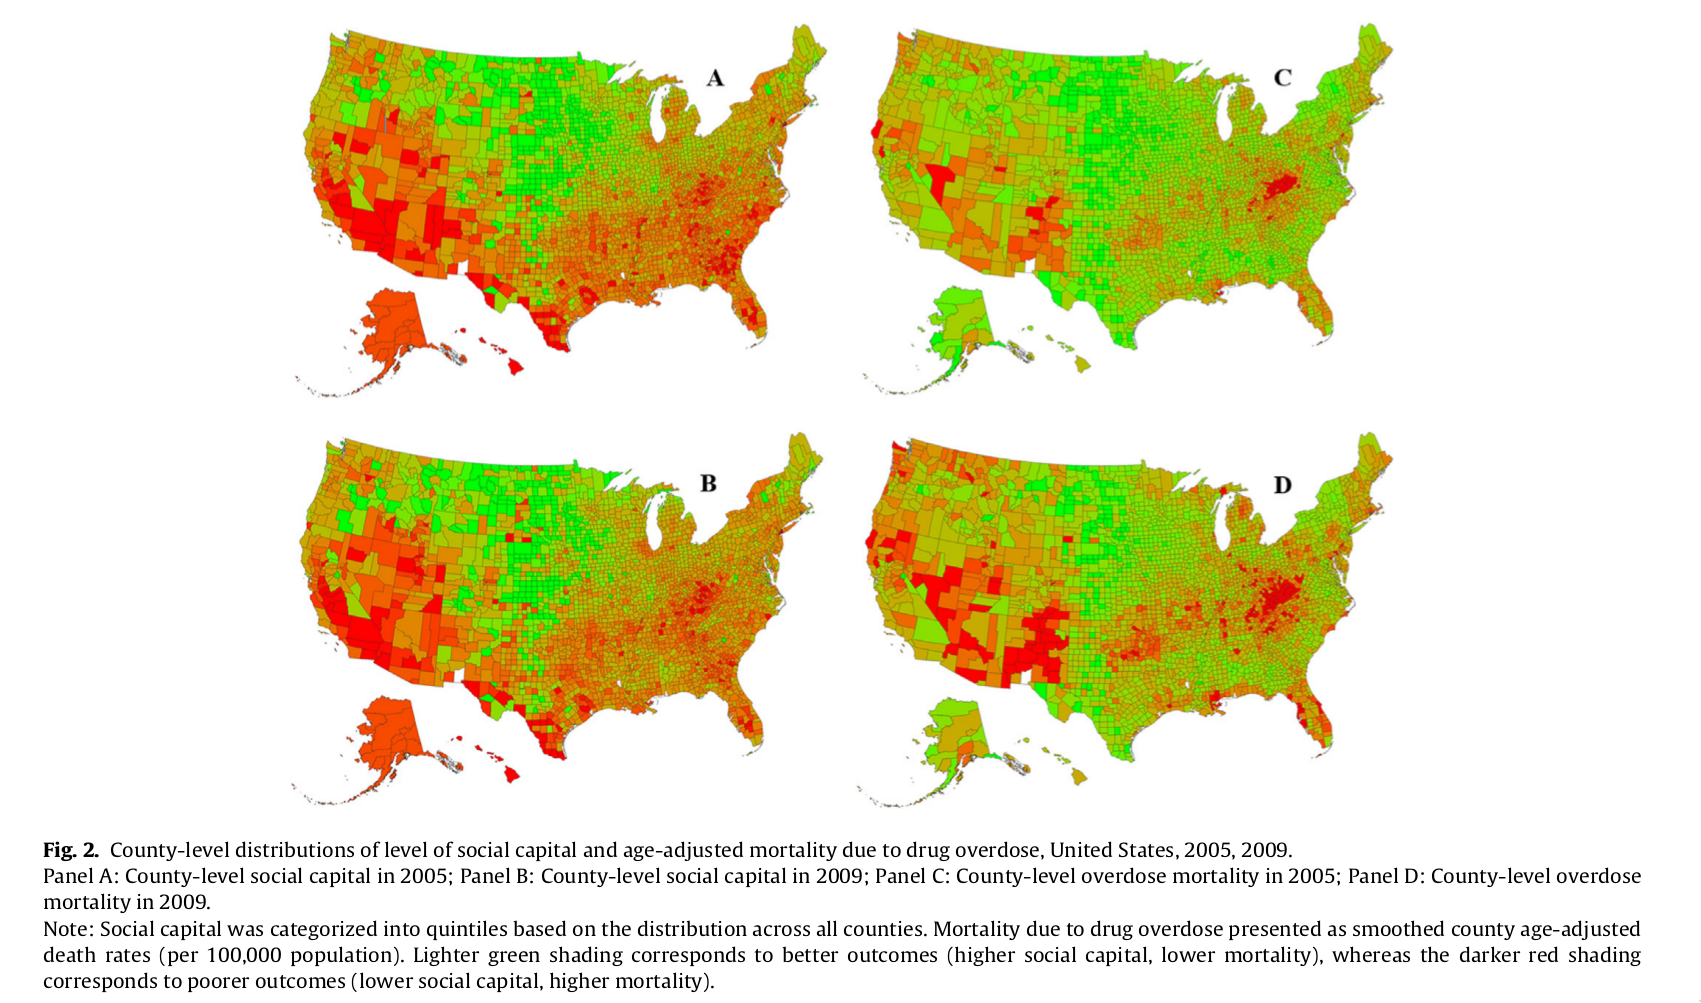 A
C
B
D
Fig. 2. County-level distributions of level of social capital and age-adjusted mortality due to drug overdose, United States, 2005, 2009.
Panel A: County-level social capital in 2005; Panel B: County-level social capital in 2009; Panel C: County-level overdose mortality in 2005; Panel D: County-level overdose
mortality in 2009.
Note: Social capital was categorized into quintiles based on the distribution across all counties. Mortality due to drug overdose presented as smoothed county age-adjusted
death rates (per 100,000 population). Lighter green shading corresponds to better outcomes (higher social capital, lower mortality), whereas the darker red shading
corresponds to poorer outcomes (lower social capital, higher mortality).